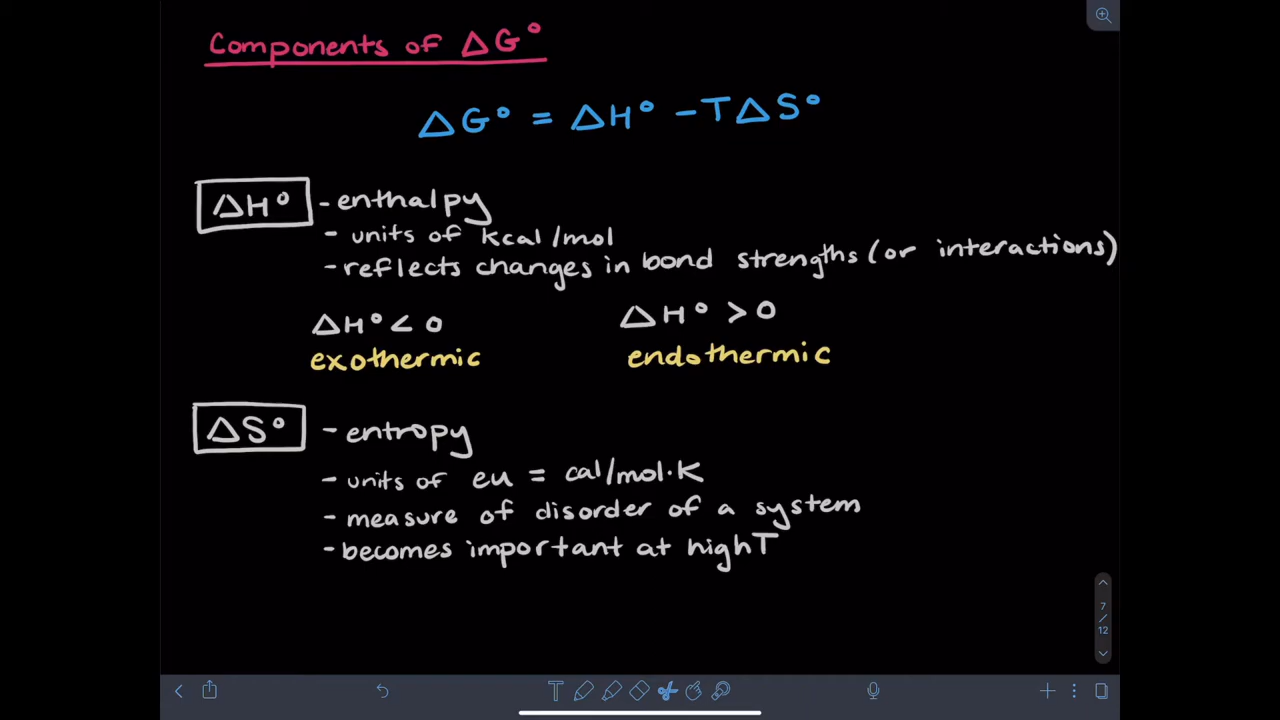 Components of ΔG°
ΔG° = ΔH° - TΔS°
ΔH° - enthalpy
- units of kcal/mol
- reflects changes in bond strengths (or interactions)
ΔH° < 0 ΔH° > 0
exothermic endothermic
ΔS° - entropy
- units of eu = cal/mol·K
- measure of disorder of a system
- becomes important at high T
7
/
12